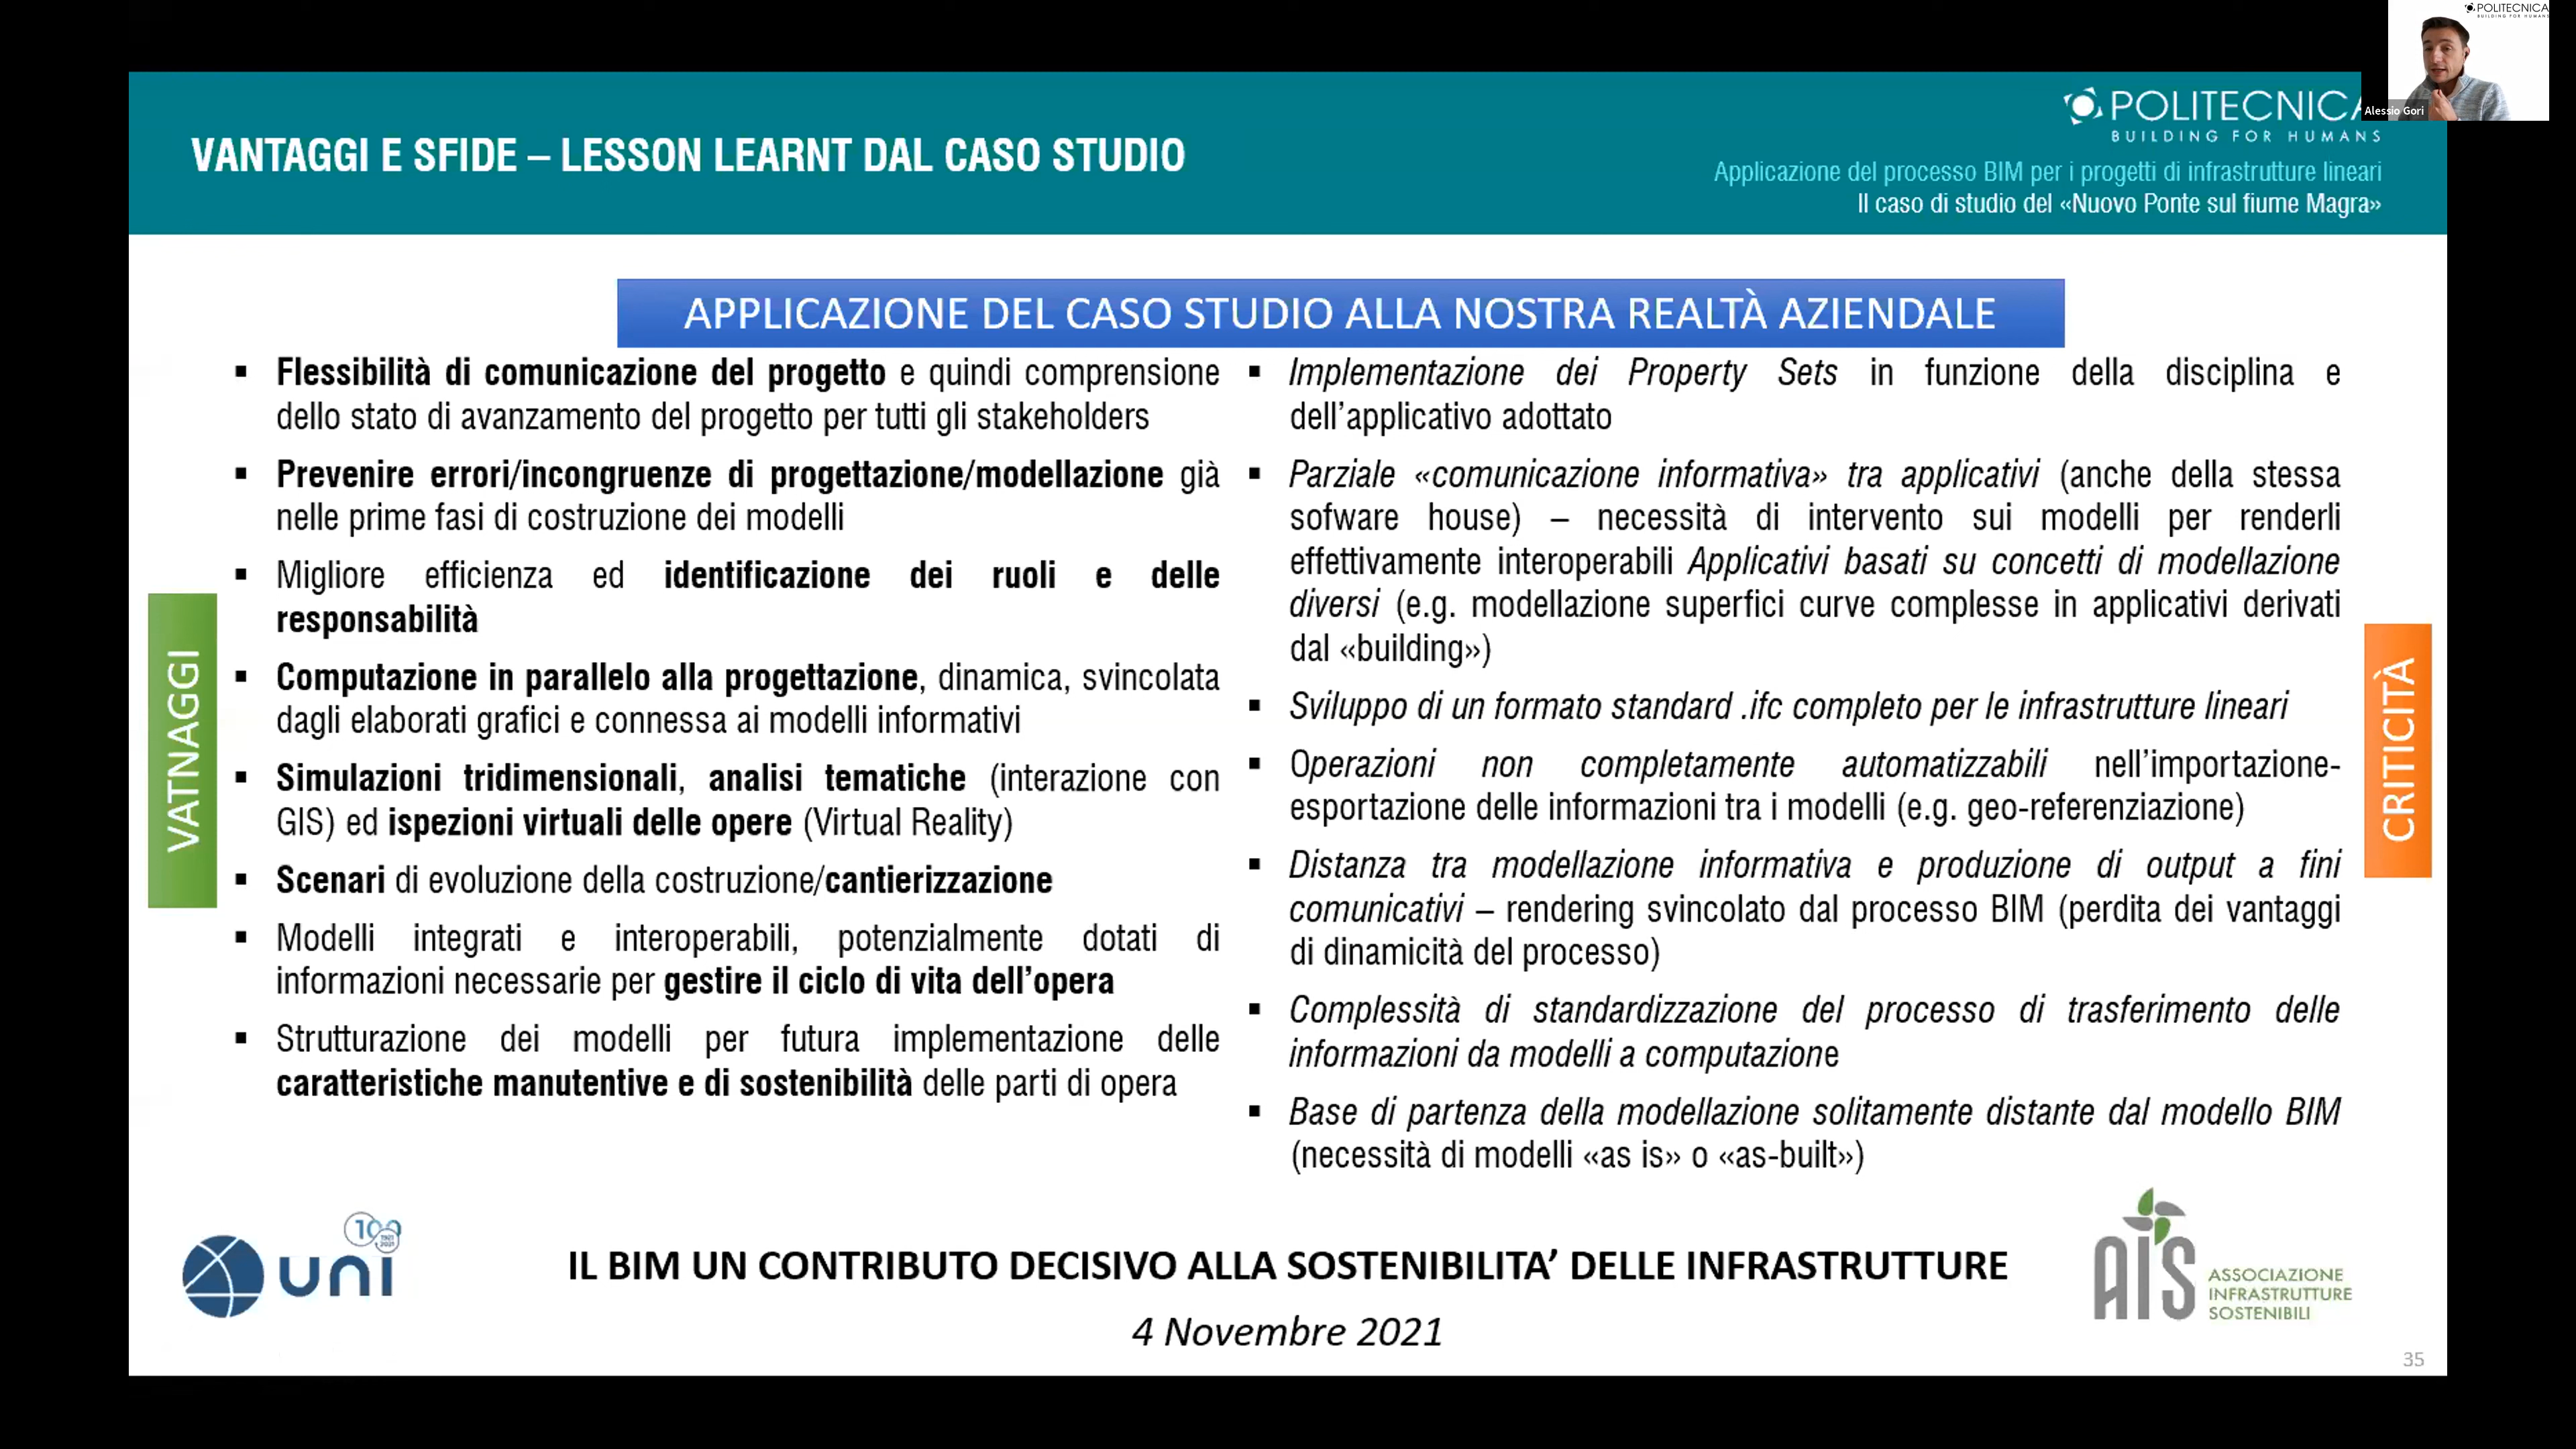 POLITECNICA
BUILDING FOR HUMANS
Alessio Gori
VANTAGGI E SFIDE – LESSON LEARNT DAL CASO STUDIO
POLITECNICA
BUILDING FOR HUMANS
Applicazione del processo BIM per i progetti di infrastrutture lineari
Il caso di studio del «Nuovo Ponte sul fiume Magra»
APPLICAZIONE DEL CASO STUDIO ALLA NOSTRA REALTÀ AZIENDALE
VATNAGGI
▪ Flessibilità di comunicazione del progetto e quindi comprensione
dello stato di avanzamento del progetto per tutti gli stakeholders
▪ Prevenire errori/incongruenze di progettazione/modellazione già
nelle prime fasi di costruzione dei modelli
▪ Migliore efficienza ed identificazione dei ruoli e delle
responsabilità
▪ Computazione in parallelo alla progettazione, dinamica, svincolata
dagli elaborati grafici e connessa ai modelli informativi
▪ Simulazioni tridimensionali, analisi tematiche (interazione con
GIS) ed ispezioni virtuali delle opere (Virtual Reality)
▪ Scenari di evoluzione della costruzione/cantierizzazione
▪ Modelli integrati e interoperabili, potenzialmente dotati di
informazioni necessarie per gestire il ciclo di vita dell'opera
▪ Strutturazione dei modelli per futura implementazione delle
caratteristiche manutentive e di sostenibilità delle parti di opera
▪ Implementazione dei Property Sets in funzione della disciplina e
dell'applicativo adottato
▪ Parziale «comunicazione informativa» tra applicativi (anche della stessa
sofware house) – necessità di intervento sui modelli per renderli
effettivamente interoperabili Applicativi basati su concetti di modellazione
diversi (e.g. modellazione superfici curve complesse in applicativi derivati
dal «building»)
▪ Sviluppo di un formato standard .ifc completo per le infrastrutture lineari
▪ Operazioni non completamente automatizzabili nell'importazione-
esportazione delle informazioni tra i modelli (e.g. geo-referenziazione)
▪ Distanza tra modellazione informativa e produzione di output a fini
comunicativi – rendering svincolato dal processo BIM (perdita dei vantaggi
di dinamicità del processo)
▪ Complessità di standardizzazione del processo di trasferimento delle
informazioni da modelli a computazione
▪ Base di partenza della modellazione solitamente distante dal modello BIM
(necessità di modelli «as is» o «as-built»)
CRITICITÀ
100
1921
2021
uni
IL BIM UN CONTRIBUTO DECISIVO ALLA SOSTENIBILITA' DELLE INFRASTRUTTURE
4 Novembre 2021
AIS
ASSOCIAZIONE
INFRASTRUTTURE
SOSTENIBILI
35